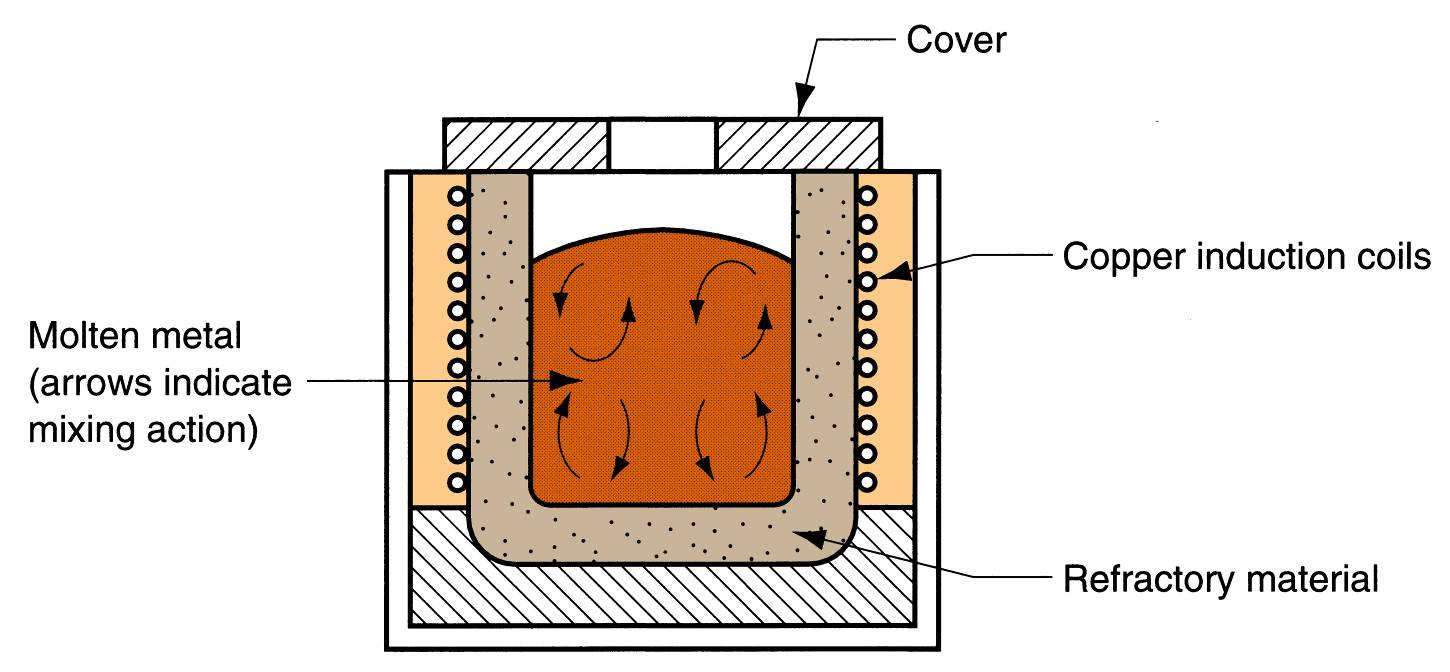 Cover
Copper induction coils
Molten metal
(arrows indicate
mixing action)
Refractory material